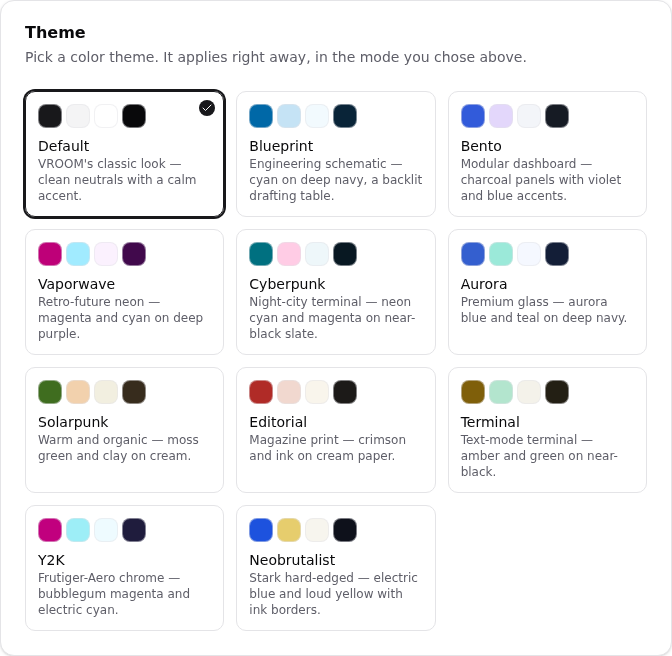 Theme
Pick a color theme. It applies right away, in the mode you chose above.
Default
VROOM's classic look —
clean neutrals with a calm
accent.
Blueprint
Engineering schematic —
cyan on deep navy, a backlit
drafting table.
Bento
Modular dashboard —
charcoal panels with violet
and blue accents.
Vaporwave
Retro-future neon —
magenta and cyan on deep
purple.
Cyberpunk
Night-city terminal — neon
cyan and magenta on near-
black slate.
Aurora
Premium glass — aurora
blue and teal on deep navy.
Solarpunk
Warm and organic — moss
green and clay on cream.
Editorial
Magazine print — crimson
and ink on cream paper.
Terminal
Text-mode terminal —
amber and green on near-
black.
Y2K
Frutiger-Aero chrome —
bubblegum magenta and
electric cyan.
Neobrutalist
Stark hard-edged — electric
blue and loud yellow with
ink borders.